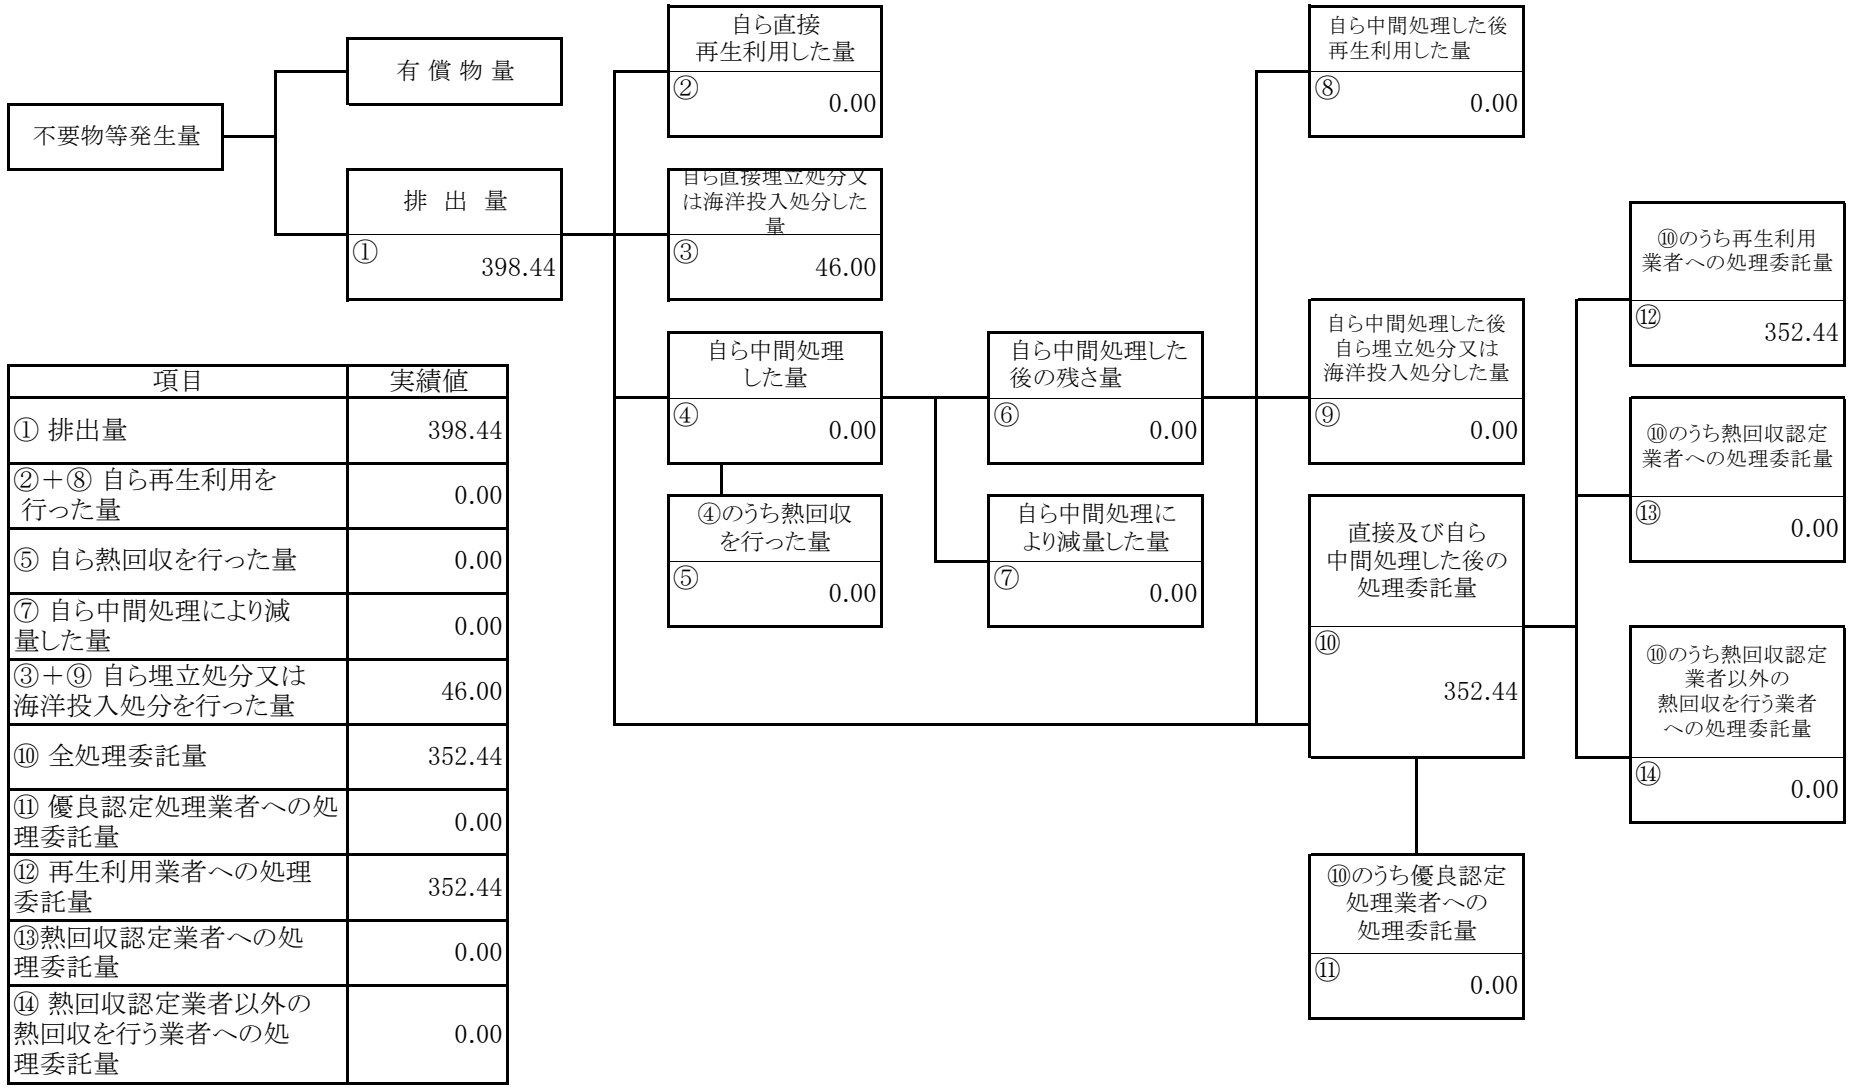 自ら直接
再生利用した量
②
0.00
自ら中間処理した後
再生利用した量
⑧
0.00
有 償 物 量
不要物等発生量
排 出 量
①
398.44
自ら直接埋立処分又
は海洋投入処分した
量
③
46.00
⑩のうち再生利用
業者への処理委託量
⑫
352.44
自ら中間処理
した量
④
0.00
自ら中間処理した
後の残さ量
⑥
0.00
自ら中間処理した後
自ら埋立処分又は
海洋投入処分した量
⑨
0.00
⑩のうち熱回収認定
業者への処理委託量
⑬
0.00
④のうち熱回収
を行った量
⑤
0.00
自ら中間処理に
より減量した量
⑦
0.00
直接及び自ら
中間処理した後の
処理委託量
⑩
352.44
⑩のうち熱回収認定
業者以外の
熱回収を行う業者
への処理委託量
⑭
0.00
⑩のうち優良認定
処理業者への
処理委託量
⑪
0.00
項目 実績値
① 排出量 398.44
②+⑧ 自ら再生利用を
行った量 0.00
⑤ 自ら熱回収を行った量 0.00
⑦ 自ら中間処理により減
量した量 0.00
③+⑨ 自ら埋立処分又は
海洋投入処分を行った量 46.00
⑩ 全処理委託量 352.44
⑪ 優良認定処理業者への処
理委託量 0.00
⑫ 再生利用業者への処理
委託量 352.44
⑬熱回収認定業者への処
理委託量 0.00
⑭ 熱回収認定業者以外の
熱回収を行う業者への処
理委託量 0.00